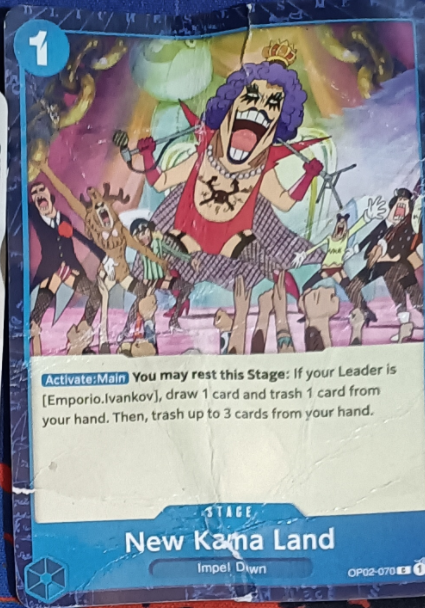 1
Activate:Main You may rest this Stage: If your Leader is
[Emporio.Ivankov], draw 1 card and trash 1 card from
your hand. Then, trash up to 3 cards from your hand.
STAGE
New Kama Land
Impel Down
OP02-070 C 1